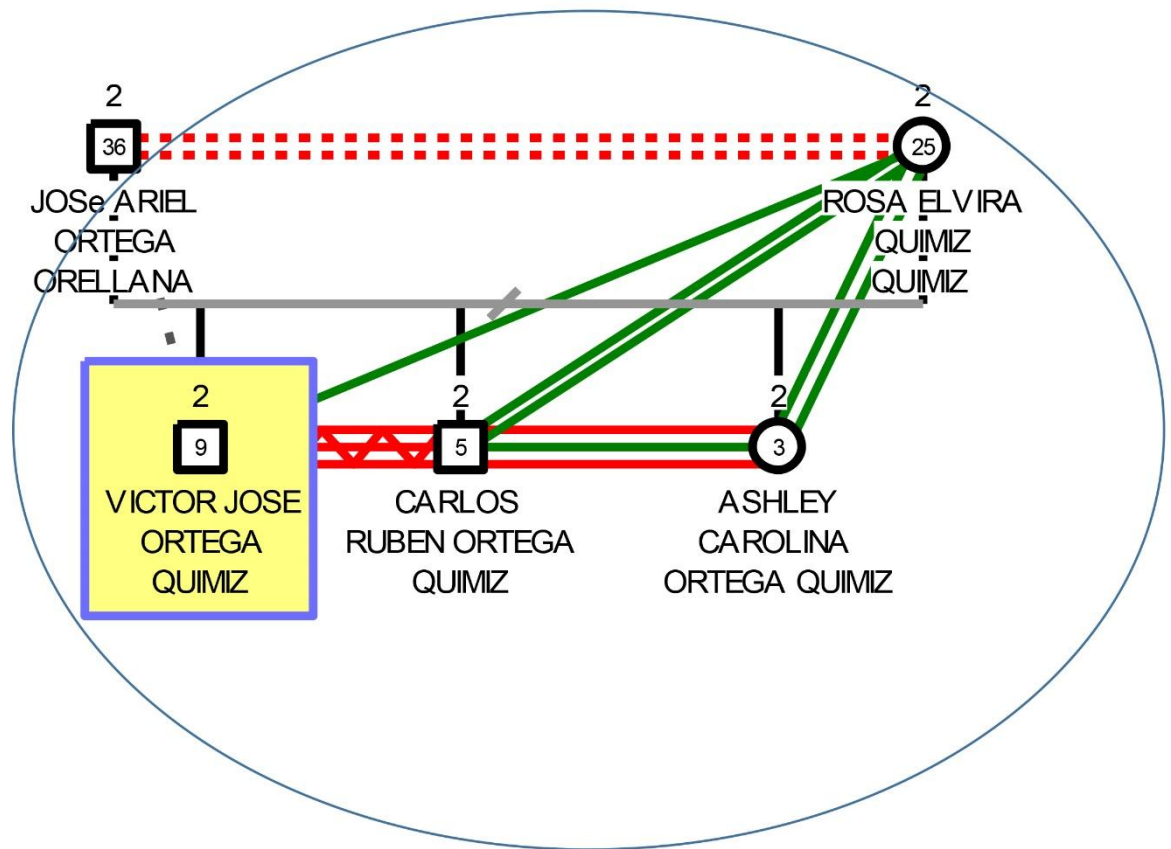 2
36
JOSe ARIEL
ORTEGA
ORELLANA
2
25
ROSA ELVIRA
QUIMIZ
QUIMIZ
2
9
VICTOR JOSE
ORTEGA
QUIMIZ
2
5
CARLOS
RUBEN ORTEGA
QUIMIZ
2
3
ASHLEY
CAROLINA
ORTEGA QUIMIZ